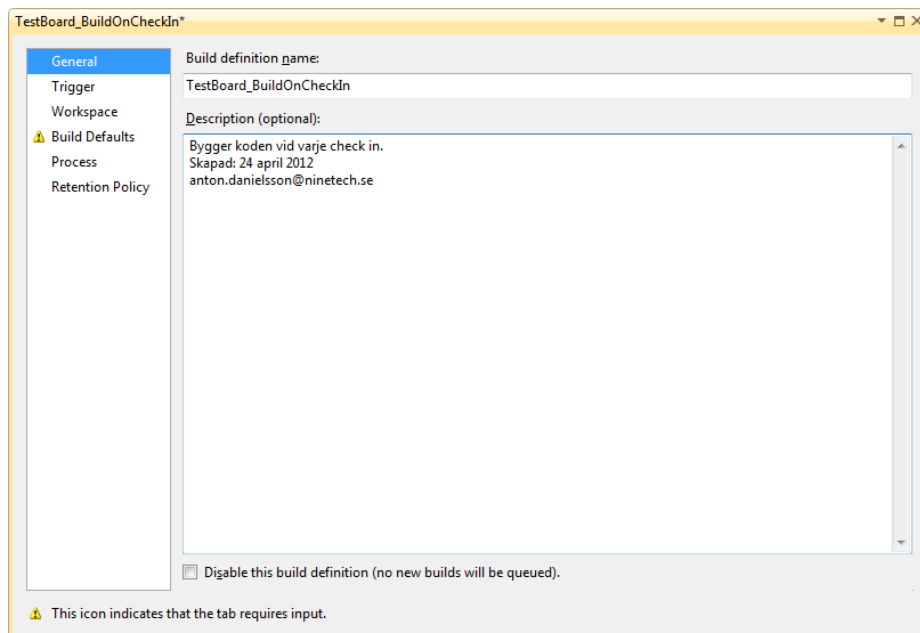 TestBoard_BuildOnCheckIn*
General
Trigger
Workspace
Build Defaults
Process
Retention Policy
Build definition name:
TestBoard_BuildOnCheckIn
Description (optional):
Bygger koden vid varje check in.
Skapad: 24 april 2012
anton.danielsson@ninetech.se
Disable this build definition (no new builds will be queued).
This icon indicates that the tab requires input.